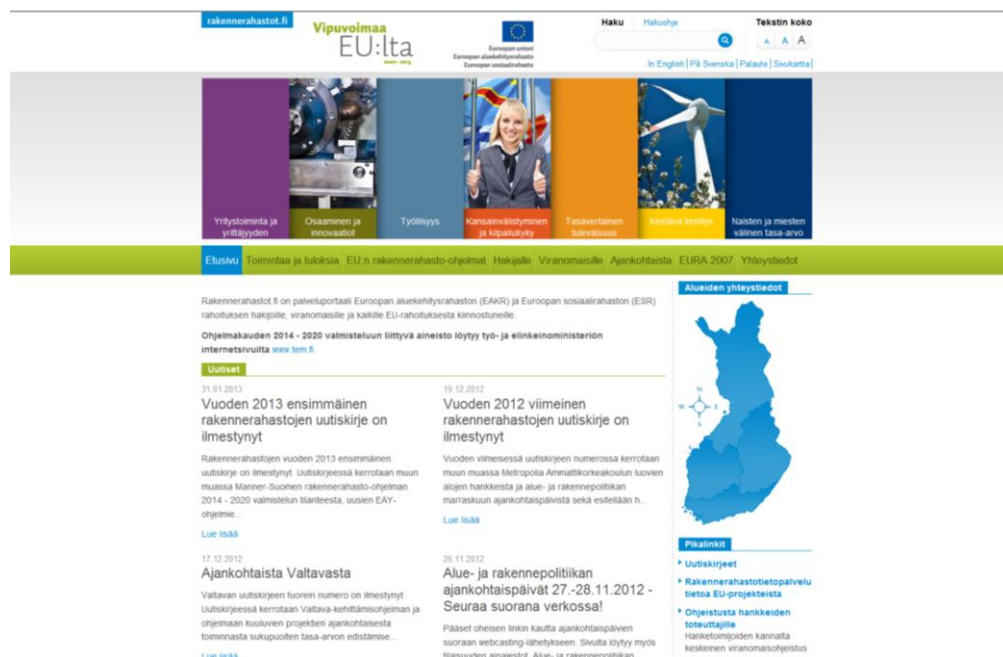 rakennerahastot.fi
Vipuvoimaa
EU:lta
2007-2013
Euroopan unioni
Euroopan aluekehitysrahasto
Euroopan sosiaalirahasto
Haku | Hakuohje
Tekstin koko
A A A
In English | På Svenska | Palaute | Sivukartta |
Yritystoiminta ja
yrittäjyyden
Osaaminen ja
innovaatiot
Työllisyys
Kansainvälistyminen
ja kilpailukyky
Tasavertainen
tulevaisuus
Kestävä kehitys
Naisten ja miesten
välinen tasa-arvo
Etusivu Toimintaa ja tuloksia EU:n rakennerahasto-ohjelmat Hakijalle Viranomaisille Ajankohtaista EURA 2007 Yhteystiedot
Rakennerahastot.fi on palveluportaali Euroopan aluekehitysrahaston (EAKR) ja Euroopan sosiaalirahaston (ESR)
rahoituksen hakijoille, viranomaisille ja kaikille EU-rahoituksesta kiinnostuneille.
Ohjelmakauden 2014 - 2020 valmisteluun liittyvä aineisto löytyy työ- ja elinkeinoministeriön
internetsivuilta www.tem.fi.
Uutiset
31.01.2013
Vuoden 2013 ensimmäinen
rakennerahastojen uutiskirje on
ilmestynyt
Rakennerahastojen vuoden 2013 ensimmäinen
uutiskirje on ilmestynyt. Uutiskirjeessä kerrotaan muun
muassa Manner-Suomen rakennerahasto-ohjelman
2014 - 2020 valmistelun tilanteesta, uusien EAY-
ohjelmie...
Lue lisää
19.12.2012
Vuoden 2012 viimeinen
rakennerahastojen uutiskirje on
ilmestynyt
Vuoden viimeisessä uutiskirjeen numerossa kerrotaan
muun muassa Metropolia Ammattikorkeakoulun luovien
alojen hankkeista ja alue- ja rakennepolitiikan
marraskuun ajankohtaispäivistä sekä esitellään h...
Lue lisää
17.12.2012
Ajankohtaista Valtavasta
Valtavan uutiskirjeen tuorein numero on ilmestynyt.
Uutiskirjeessä kerrotaan Valtava-kehittämisohjelman ja
ohjelmaan kuuluvien projektien ajankohtaisesta
toiminnasta sukupuolten tasa-arvon edistämise...
Lue lisää
26.11.2012
Alue- ja rakennepolitiikan
ajankohtaispäivät 27.-28.11.2012 -
Seuraa suorana verkossa!
Pääset oheisen linkin kautta ajankohtaispäivien
suoraan webcasting-lähetykseen. Sivulta löytyy myös
tilaisuuden aineistot. Alue- ja rakennepolitiikan
Alueiden yhteystiedot
N
W E
S
Pikalinkit
Uutiskirjeet
Rakennerahastotietopalvelu
tietoa EU-projekteista
Ohjeistusta hankkeiden
toteuttajille
Hanketoimijoiden kannalta
keskeinen viranomaisohjeistus